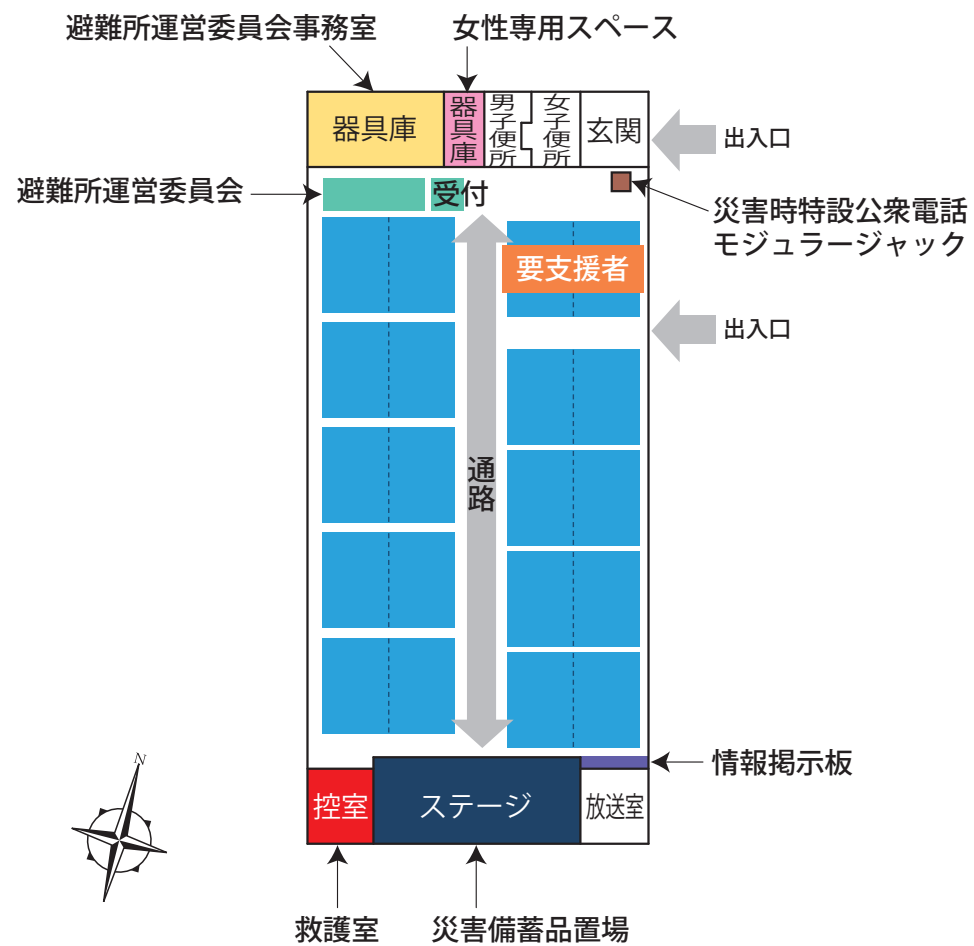 避難所運営委員会事務室
女性専用スペース
器具庫
器具庫
男子便所
女子便所
玄関
出入口
避難所運営委員会
受付
災害時特設公衆電話
モジュラージャック
要支援者
出入口
通路
情報掲示板
N
控室
ステージ
放送室
救護室
災害備蓄品置場